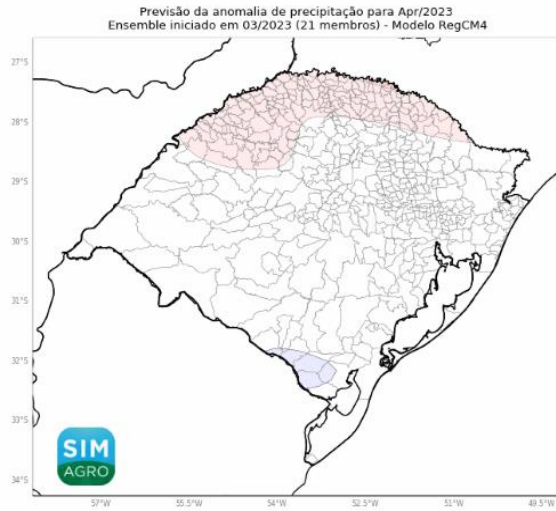 Previsão da anomalia de precipitação para Apr/2023
Ensemble iniciado em 03/2023 (21 membros) - Modelo RegCM4
27°S
28°S
29°S
30°S
31°S
32°S
33°S
34°S
SIM
AGRO
57°W
55.5°W
54°W
52.5°W
51°W
49.5°W